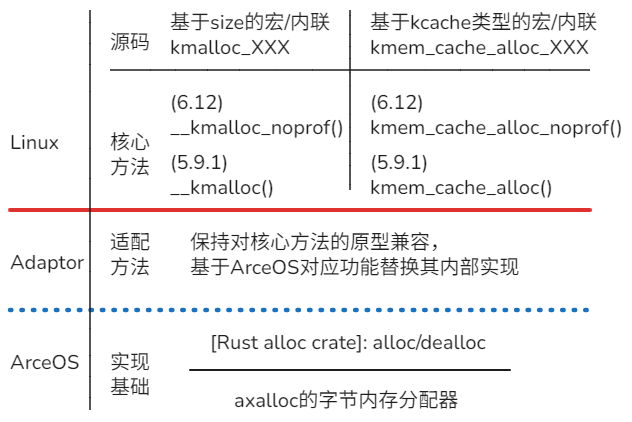 源码
基于size的宏/内联
kmalloc_XXX
基于kcache类型的宏/内联
kmem_cache_alloc_XXX
Linux
核心
方法
(6.12)
__kmalloc_noprof()
(5.9.1)
__kmalloc()
(6.12)
kmem_cache_alloc_noprof()
(5.9.1)
kmem_cache_alloc()
Adaptor
适配
方法
保持对核心方法的原型兼容，
基于ArceOS对应功能替换其内部实现
ArceOS
实现
基础
[Rust alloc crate]: alloc/dealloc
axalloc的字节内存分配器